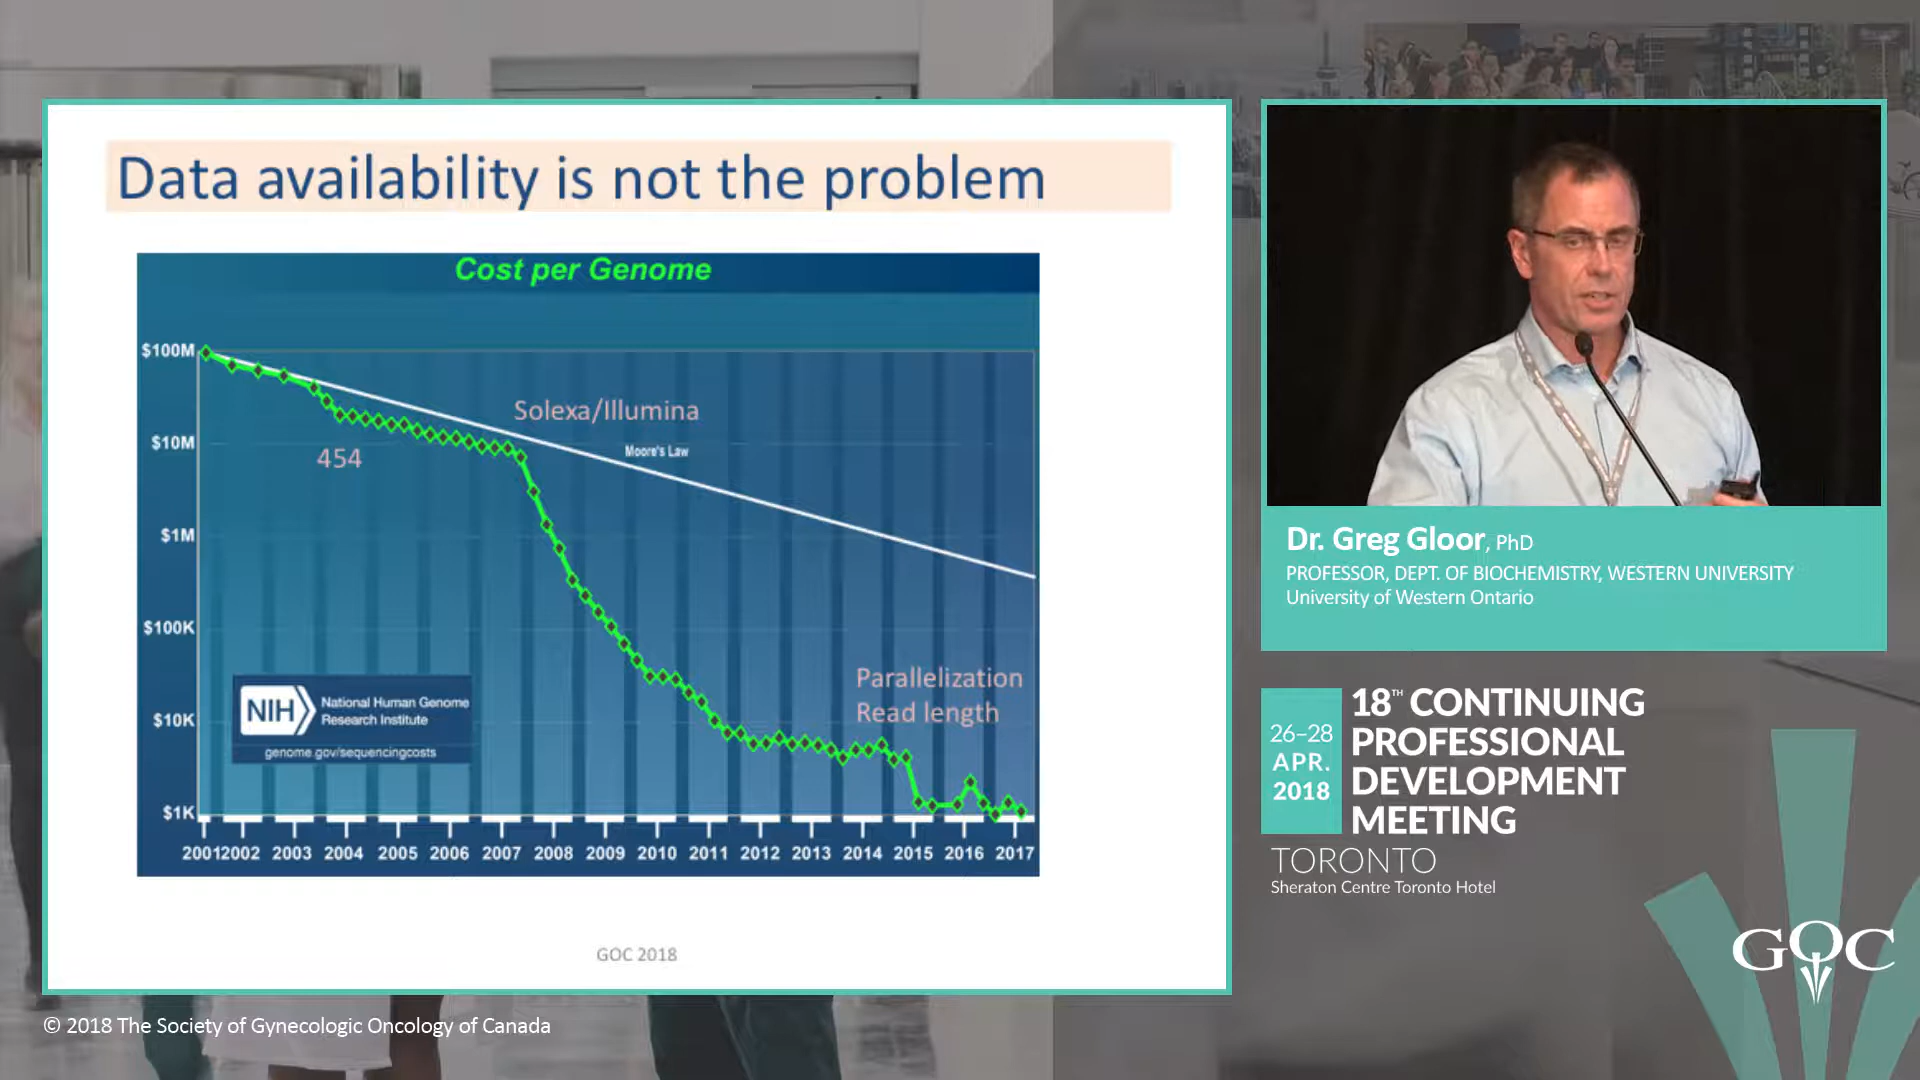 Data availability is not the problem
Cost per Genome
$100M
$10M
$1M
$100K
$10K
$1K
Solexa/Illumina
Moore's Law
454
Parallelization
Read length
NIH
National Human Genome
Research Institute
genome.gov/sequencingcosts
2001 2002 2003 2004 2005 2006 2007 2008 2009 2010 2011 2012 2013 2014 2015 2016 2017
GOC 2018
Dr. Greg Gloor, PhD
PROFESSOR, DEPT. OF BIOCHEMISTRY, WESTERN UNIVERSITY
University of Western Ontario
26–28
APR.
2018
18TH CONTINUING
PROFESSIONAL
DEVELOPMENT
MEETING
TORONTO
Sheraton Centre Toronto Hotel
GOC
© 2018 The Society of Gynecologic Oncology of Canada